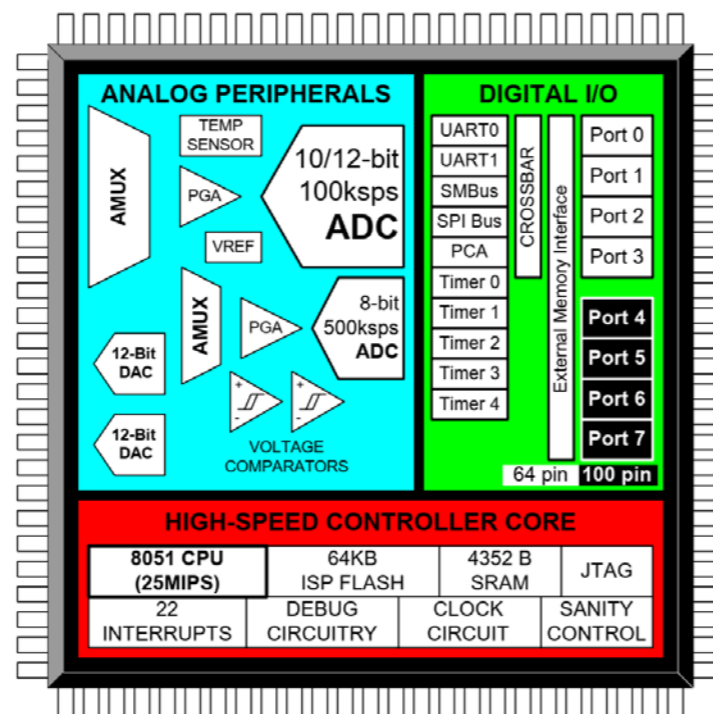 ANALOG PERIPHERALS
TEMP
SENSOR
AMUX
PGA
10/12-bit
100ksps
ADC
VREF
AMUX
PGA
8-bit
500ksps
ADC
12-Bit
DAC
12-Bit
DAC
+
-
+
-
VOLTAGE
COMPARATORS
DIGITAL I/O
UART0
UART1
SMBus
SPI Bus
PCA
Timer 0
Timer 1
Timer 2
Timer 3
Timer 4
CROSSBAR
External Memory Interface
Port 0
Port 1
Port 2
Port 3
Port 4
Port 5
Port 6
Port 7
64 pin 100 pin
HIGH-SPEED CONTROLLER CORE
8051 CPU
(25MIPS)
64KB
ISP FLASH
4352 B
SRAM
JTAG
22
INTERRUPTS
DEBUG
CIRCUITRY
CLOCK
CIRCUIT
SANITY
CONTROL